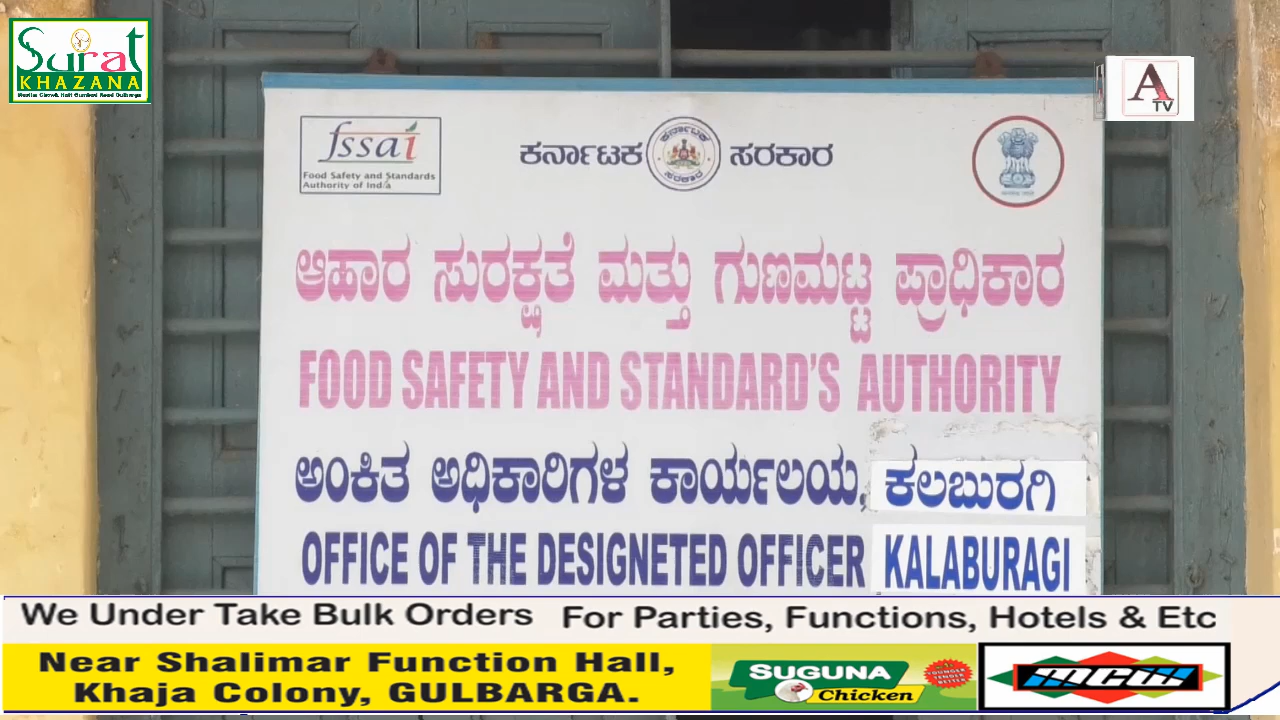 Surat
KHAZANA
A
TV
fssai
Food Safety and Standards
Authority of India
ಕರ್ನಾಟಕ ಸರಕಾರ
ಆಹಾರ ಸುರಕ್ಷತೆ ಮತ್ತು ಗುಣಮಟ್ಟ ಪ್ರಾಧಿಕಾರ
FOOD SAFETY AND STANDARD'S AUTHORITY
ಅಂಕಿತ ಅಧಿಕಾರಿಗಳ ಕಾರ್ಯಲಯ, ಕಲಬುರಗಿ
OFFICE OF THE DESIGNETED OFFICER KALABURAGI
We Under Take Bulk Orders For Parties, Functions, Hotels & Etc
Near Shalimar Function Hall,
Khaja Colony, GULBARGA.
SUGUNA
Chicken
MCW